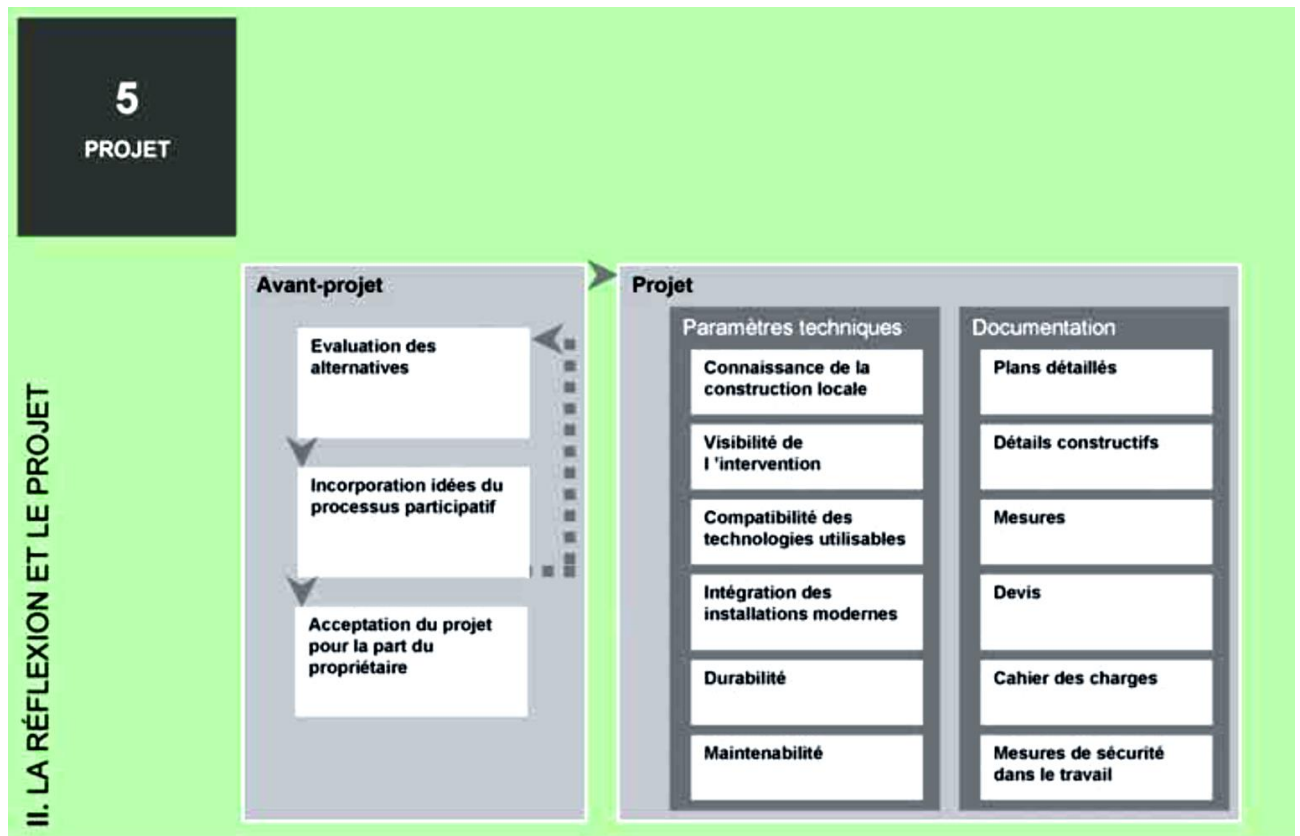 5
PROJET
II. LA RÉFLEXION ET LE PROJET
Avant-projet
Evaluation des
alternatives
Incorporation idées du
processus participatif
Acceptation du projet
pour la part du
propriétaire
Projet
Paramètres techniques
Connaissance de la
construction locale
Visibilité de
l 'intervention
Compatibilité des
technologies utilisables
Intégration des
installations modernes
Durabilité
Maintenabilité
Documentation
Plans détaillés
Détails constructifs
Mesures
Devis
Cahier des charges
Mesures de sécurité
dans le travail